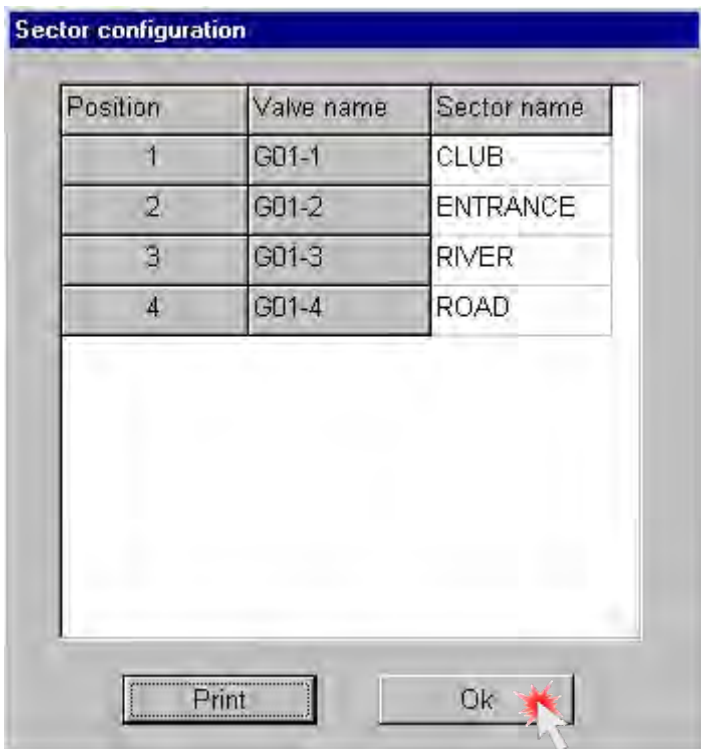 Sector configuration
Position Valve name Sector name
1 G01-1 CLUB
2 G01-2 ENTRANCE
3 G01-3 RIVER
4 G01-4 ROAD
Print Ok